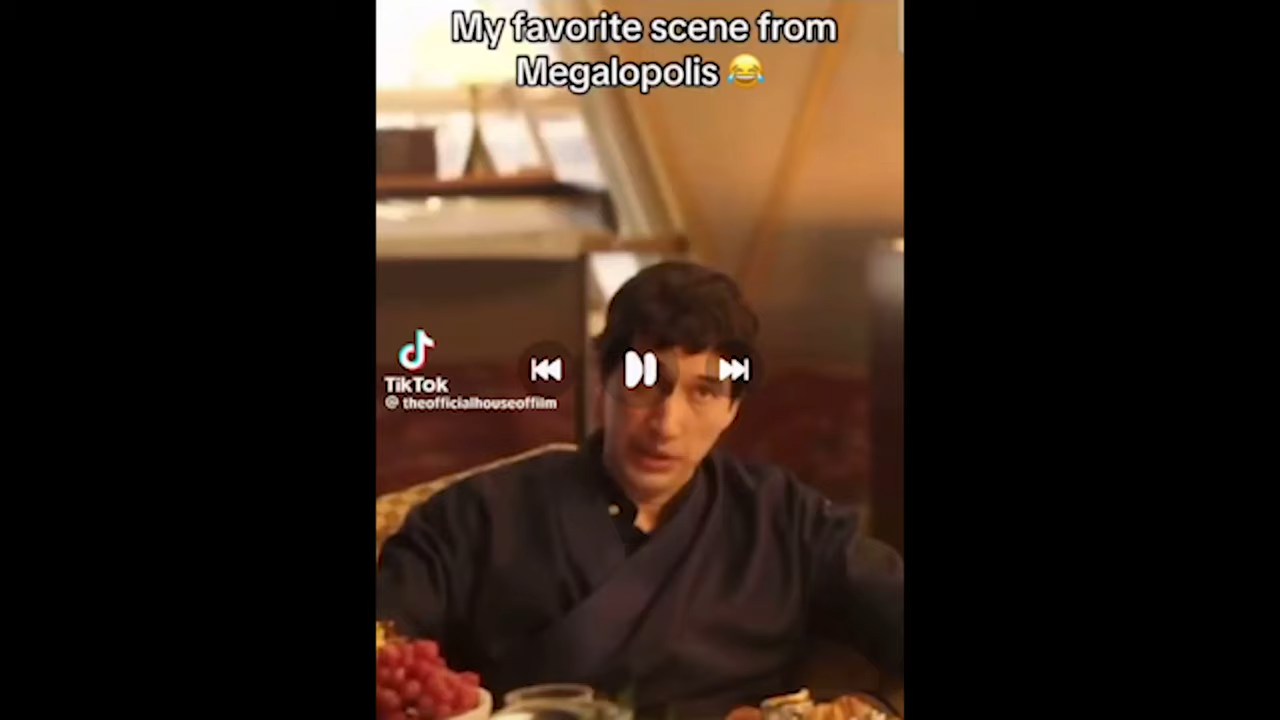 My favorite scene from
Megalopolis 😂
TikTok
@ theofficialhouseoffilm